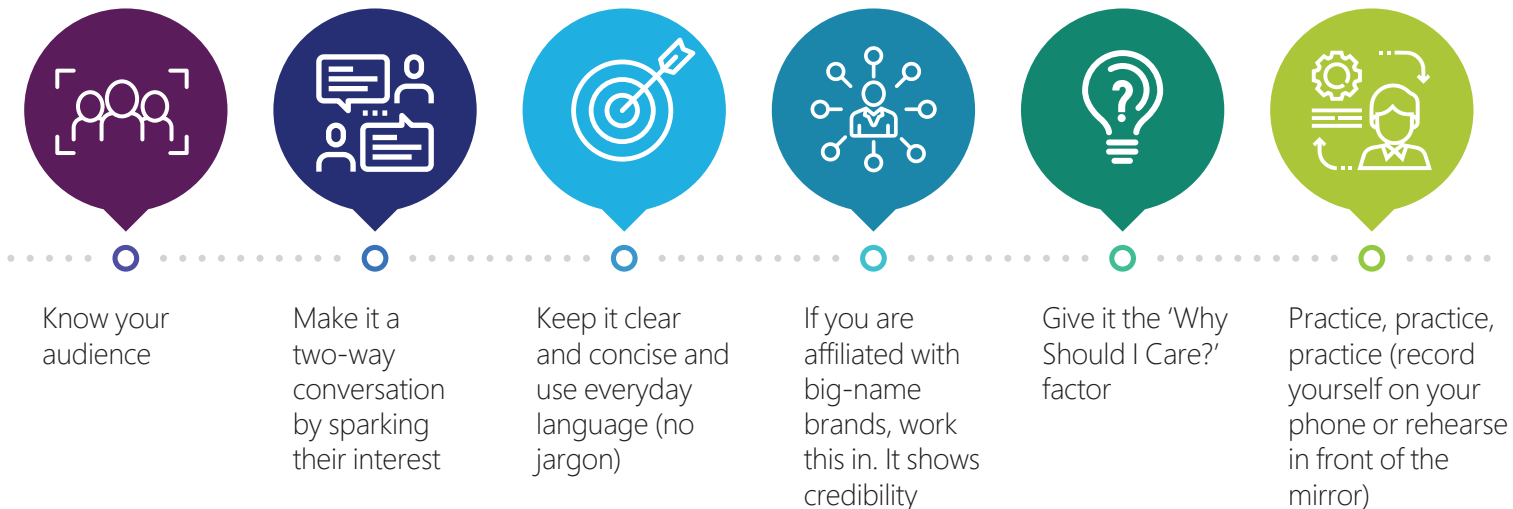 Know your
audience
Make it a
two-way
conversation
by sparking
their interest
Keep it clear
and concise and
use everyday
language (no
jargon)
If you are
affiliated with
big-name
brands, work
this in. It shows
credibility
Give it the ‘Why
Should I Care?’
factor
Practice, practice,
practice (record
yourself on your
phone or rehearse
in front of the
mirror)